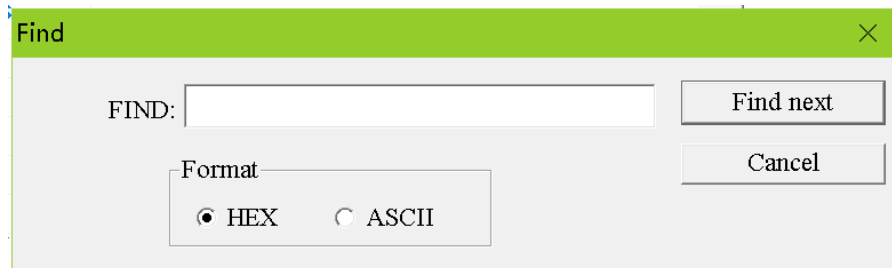 Find
FIND:
Find next
Cancel
Format
HEX
ASCII